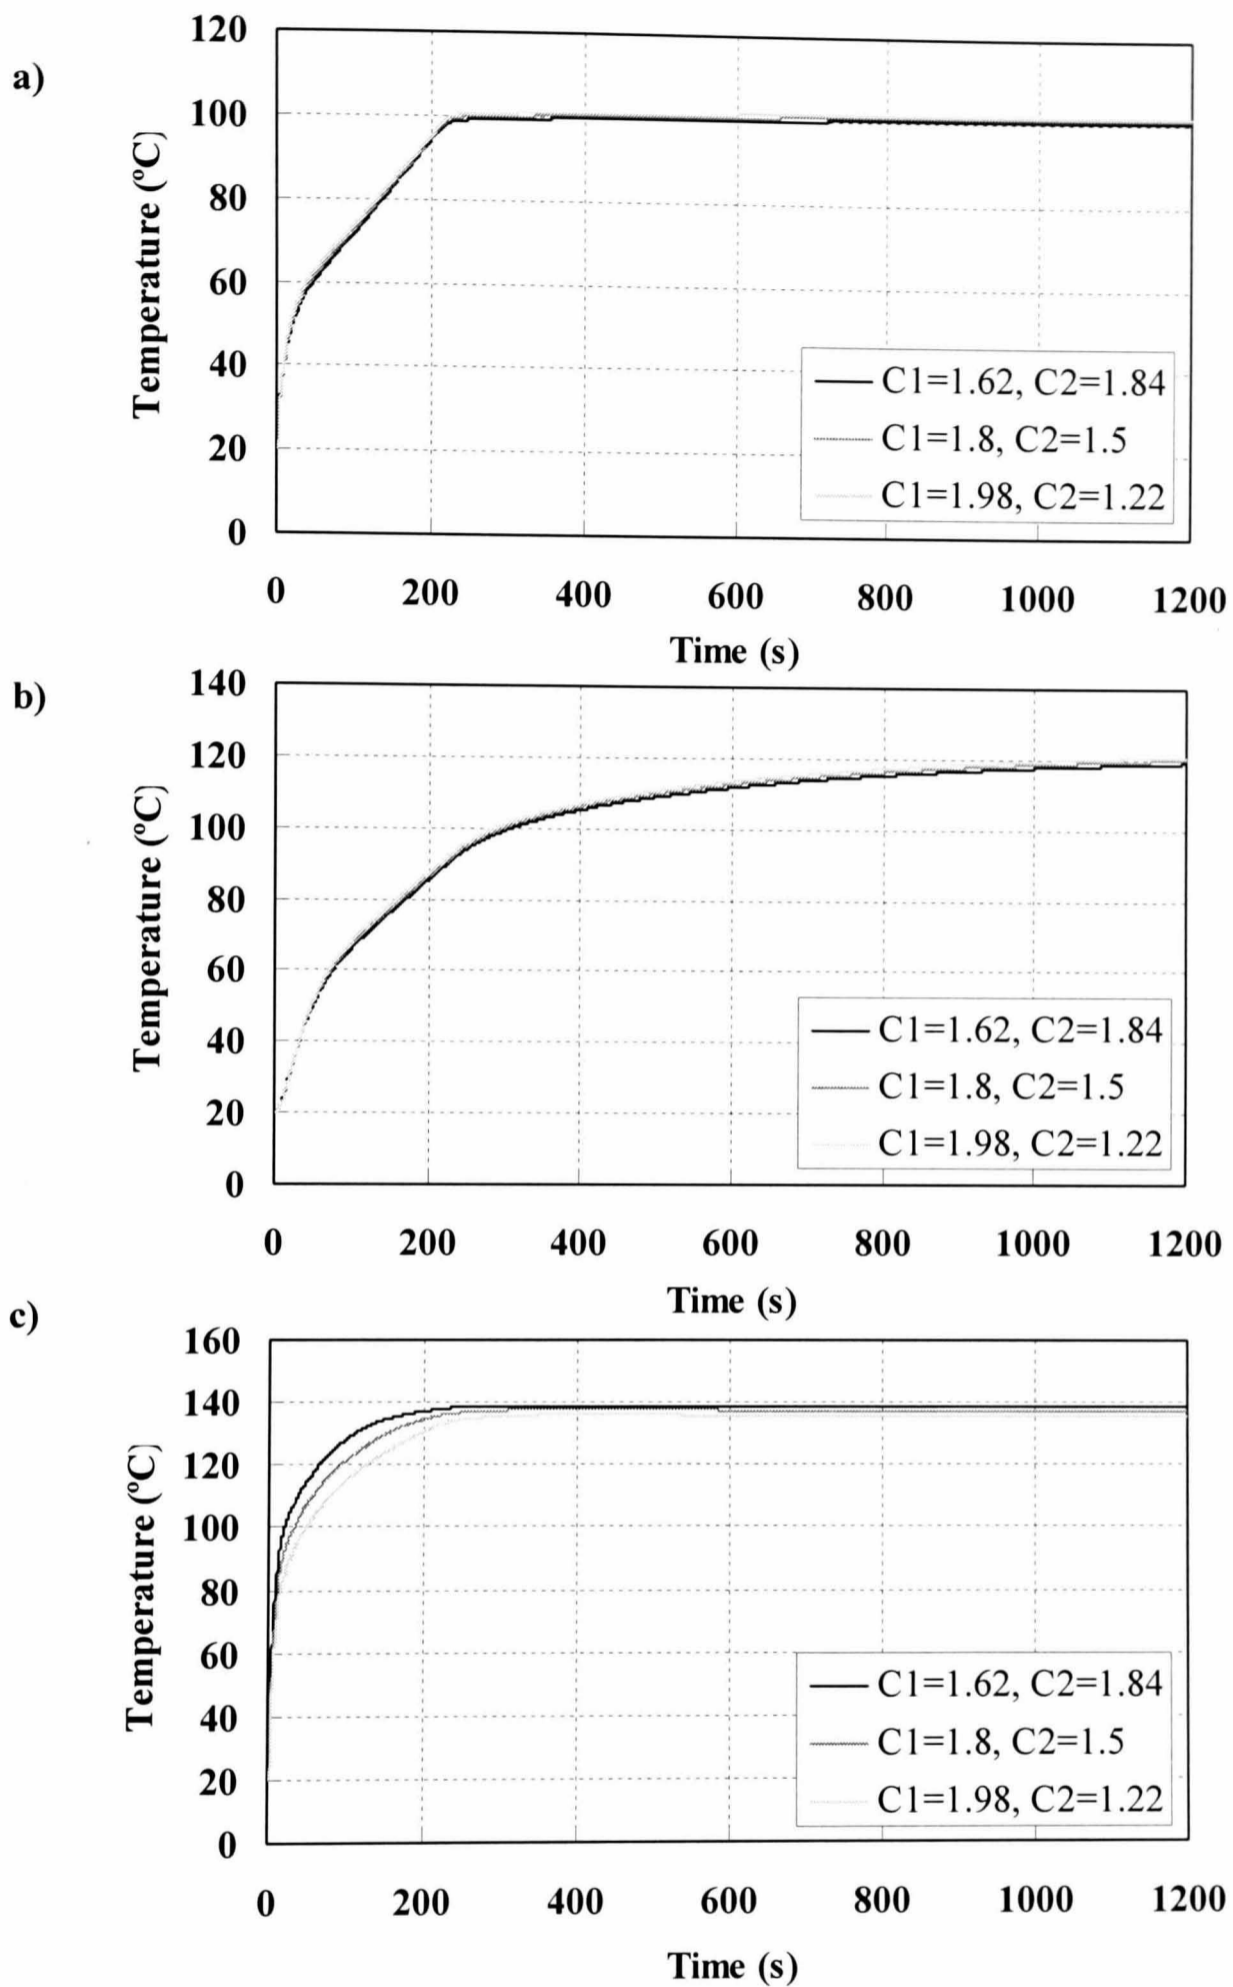 a)
Temperature (ºC)
120
100
80
60
40
20
0
C1=1.62, C2=1.84
C1=1.8, C2=1.5
C1=1.98, C2=1.22
0 200 400 600 800 1000 1200
Time (s)
b)
Temperature (ºC)
140
120
100
80
60
40
20
0
C1=1.62, C2=1.84
C1=1.8, C2=1.5
C1=1.98, C2=1.22
0 200 400 600 800 1000 1200
Time (s)
c)
Temperature (ºC)
160
140
120
100
80
60
40
20
0
C1=1.62, C2=1.84
C1=1.8, C2=1.5
C1=1.98, C2=1.22
0 200 400 600 800 1000 1200
Time (s)